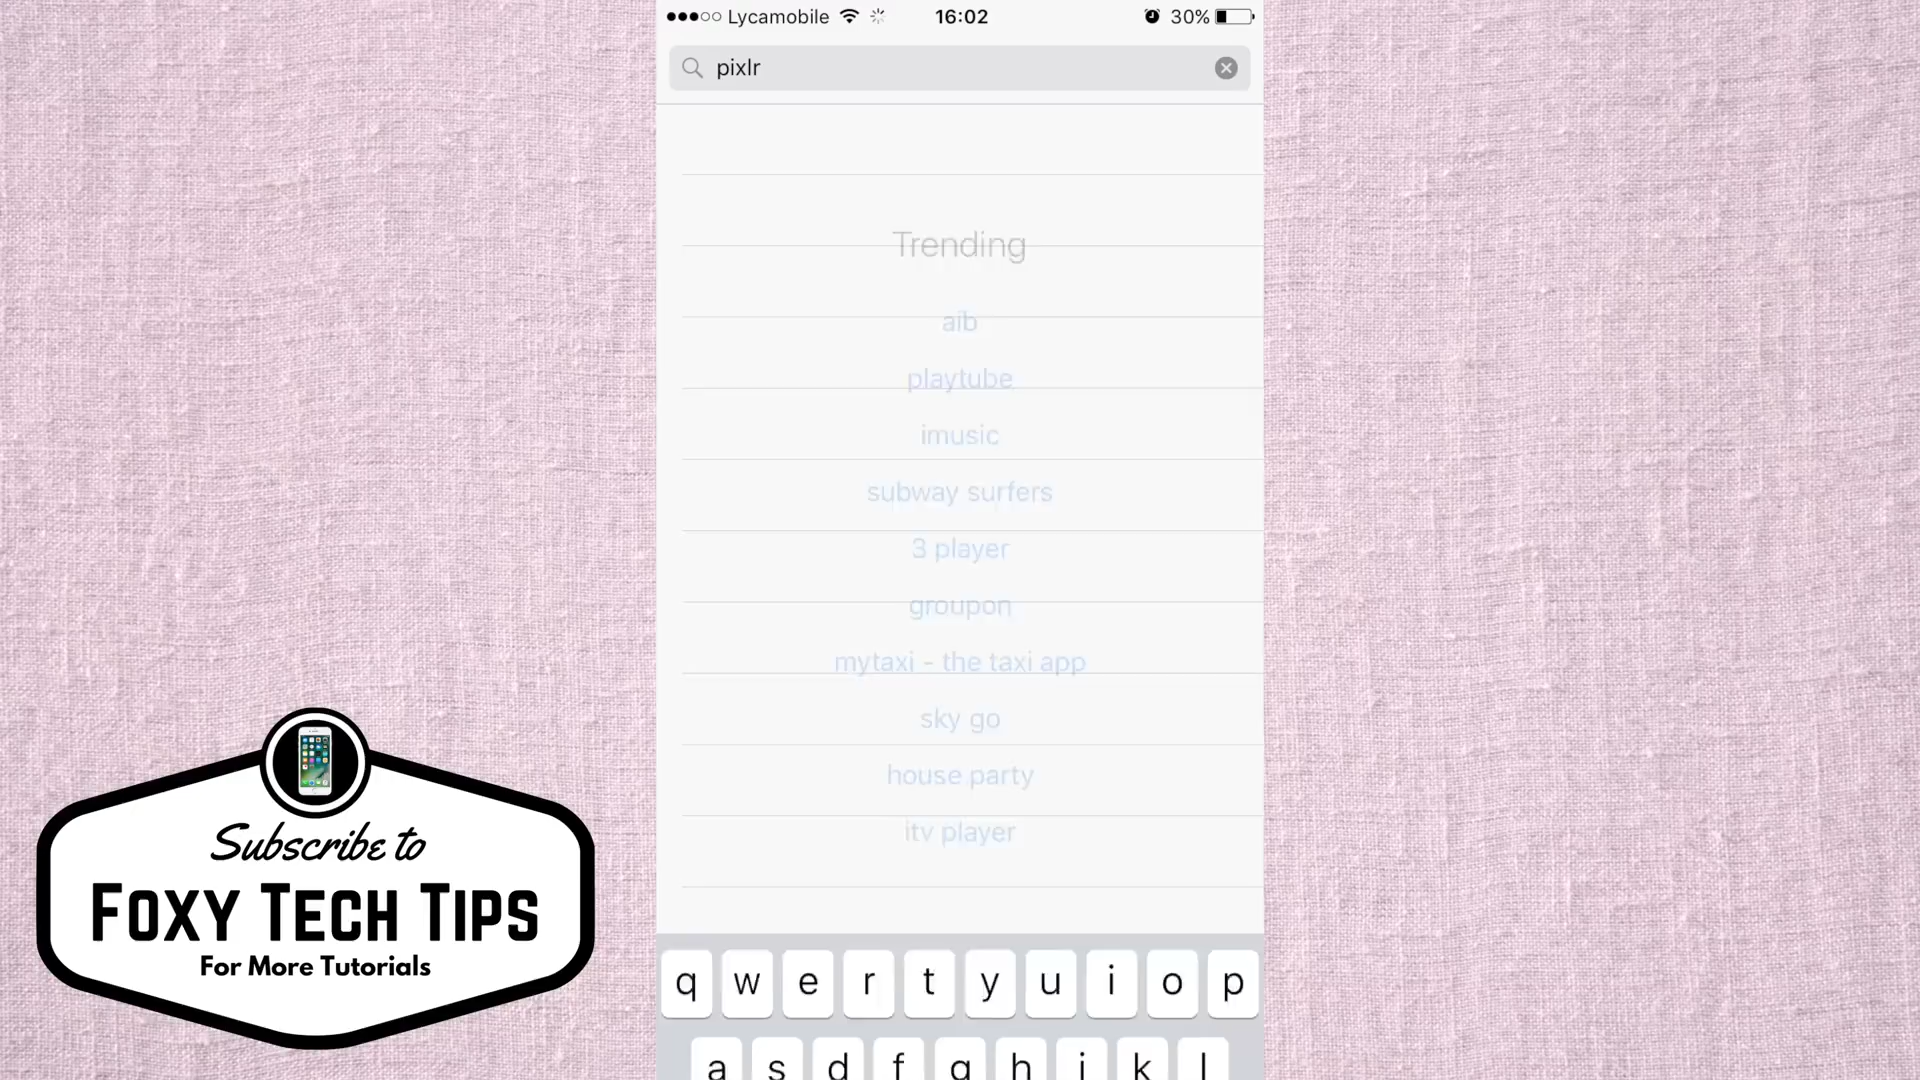 Lycamobile 16:02 30%
pixlr
Trending
aib
playtube
imusic
subway surfers
3 player
groupon
mytaxi - the taxi app
sky go
house party
itv player
q w e r t y u i o p
a s d f g h j k l
Subscribe to
Foxy Tech Tips
For More Tutorials